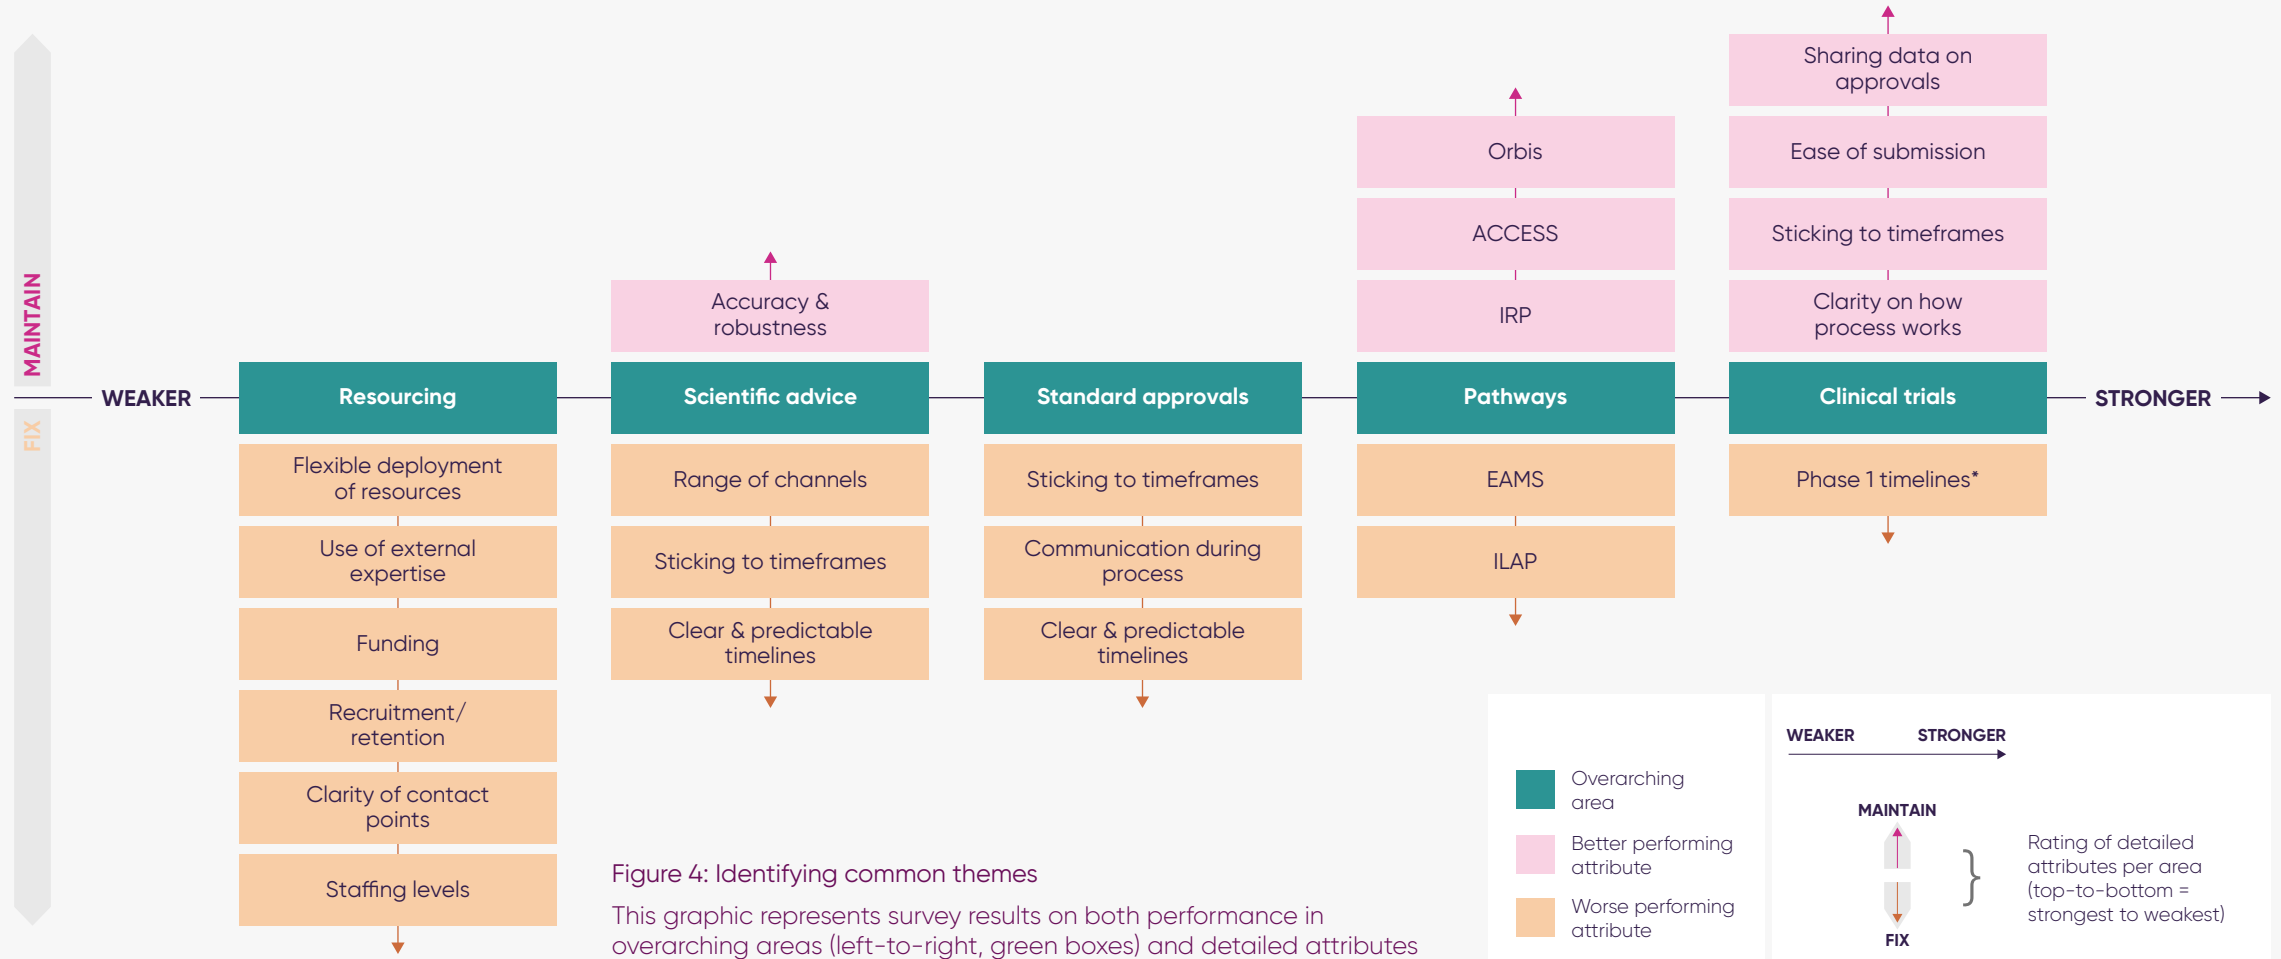 MAINTAIN
FIX
WEAKER
STRONGER
Resourcing
Flexible deployment
of resources
Use of external
expertise
Funding
Recruitment/
retention
Clarity of contact
points
Staffing levels
Accuracy &
robustness
Scientific advice
Range of channels
Sticking to timeframes
Clear & predictable
timelines
Standard approvals
Sticking to timeframes
Communication during
process
Clear & predictable
timelines
Orbis
ACCESS
IRP
Pathways
EAMS
ILAP
Sharing data on
approvals
Ease of submission
Sticking to timeframes
Clarity on how
process works
Clinical trials
Phase 1 timelines*
Figure 4: Identifying common themes
This graphic represents survey results on both performance in
overarching areas (left-to-right, green boxes) and detailed attributes
Overarching
area
Better performing
attribute
Worse performing
attribute
WEAKER STRONGER
MAINTAIN
FIX
Rating of detailed
attributes per area
(top-to-bottom =
strongest to weakest)